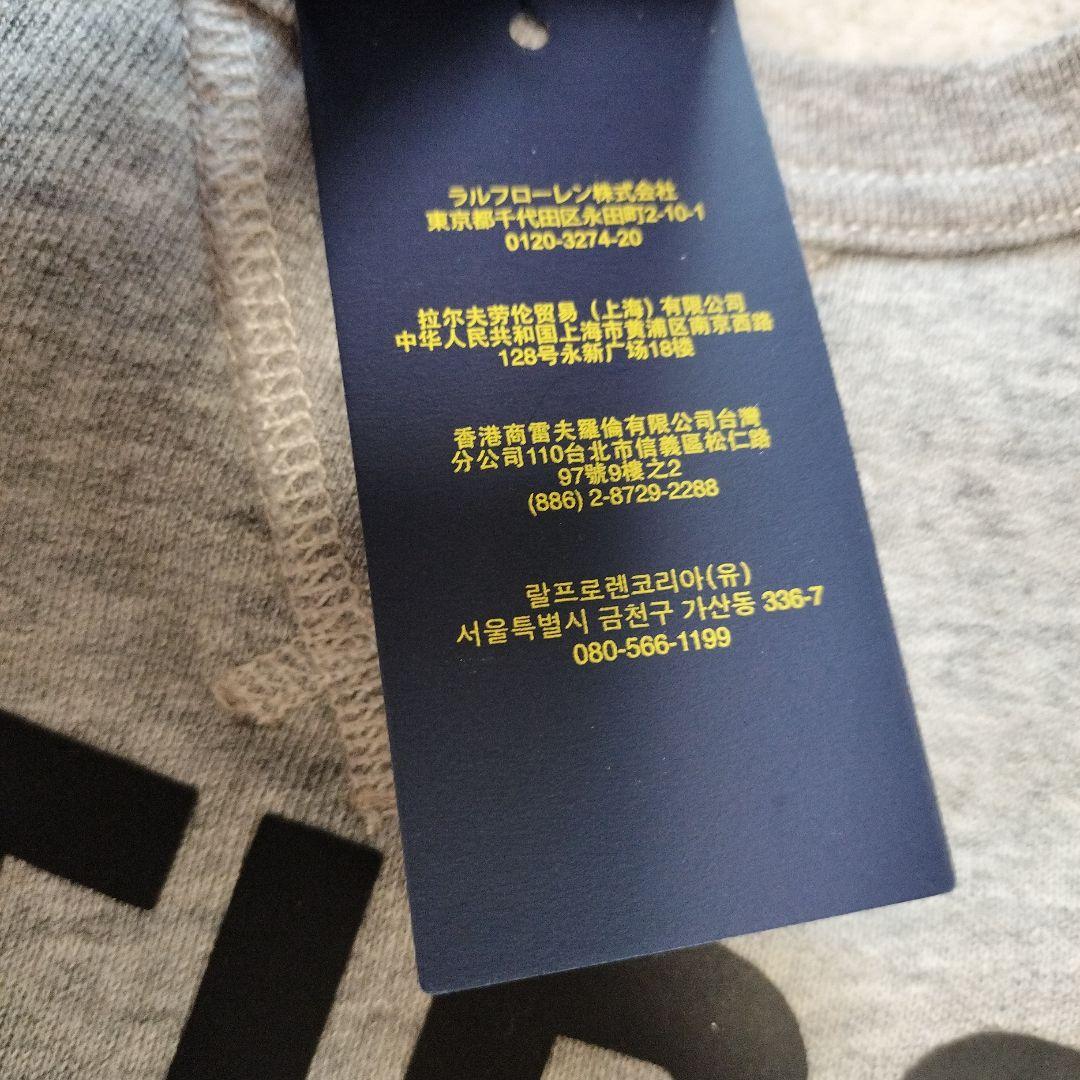 ラルフローレン株式会社
東京都千代田区永田町2-10-1
0120-3274-20
拉尔夫劳伦贸易（上海）有限公司
中华人民共和国上海市黄浦区南京西路
128号永新广场18楼
香港商雷夫羅倫有限公司台灣
分公司110台北市信義區松仁路
97號9樓之2
(886) 2-8729-2288
랄프로렌코리아(유)
서울특별시 금천구 가산동 336-7
080-566-1199